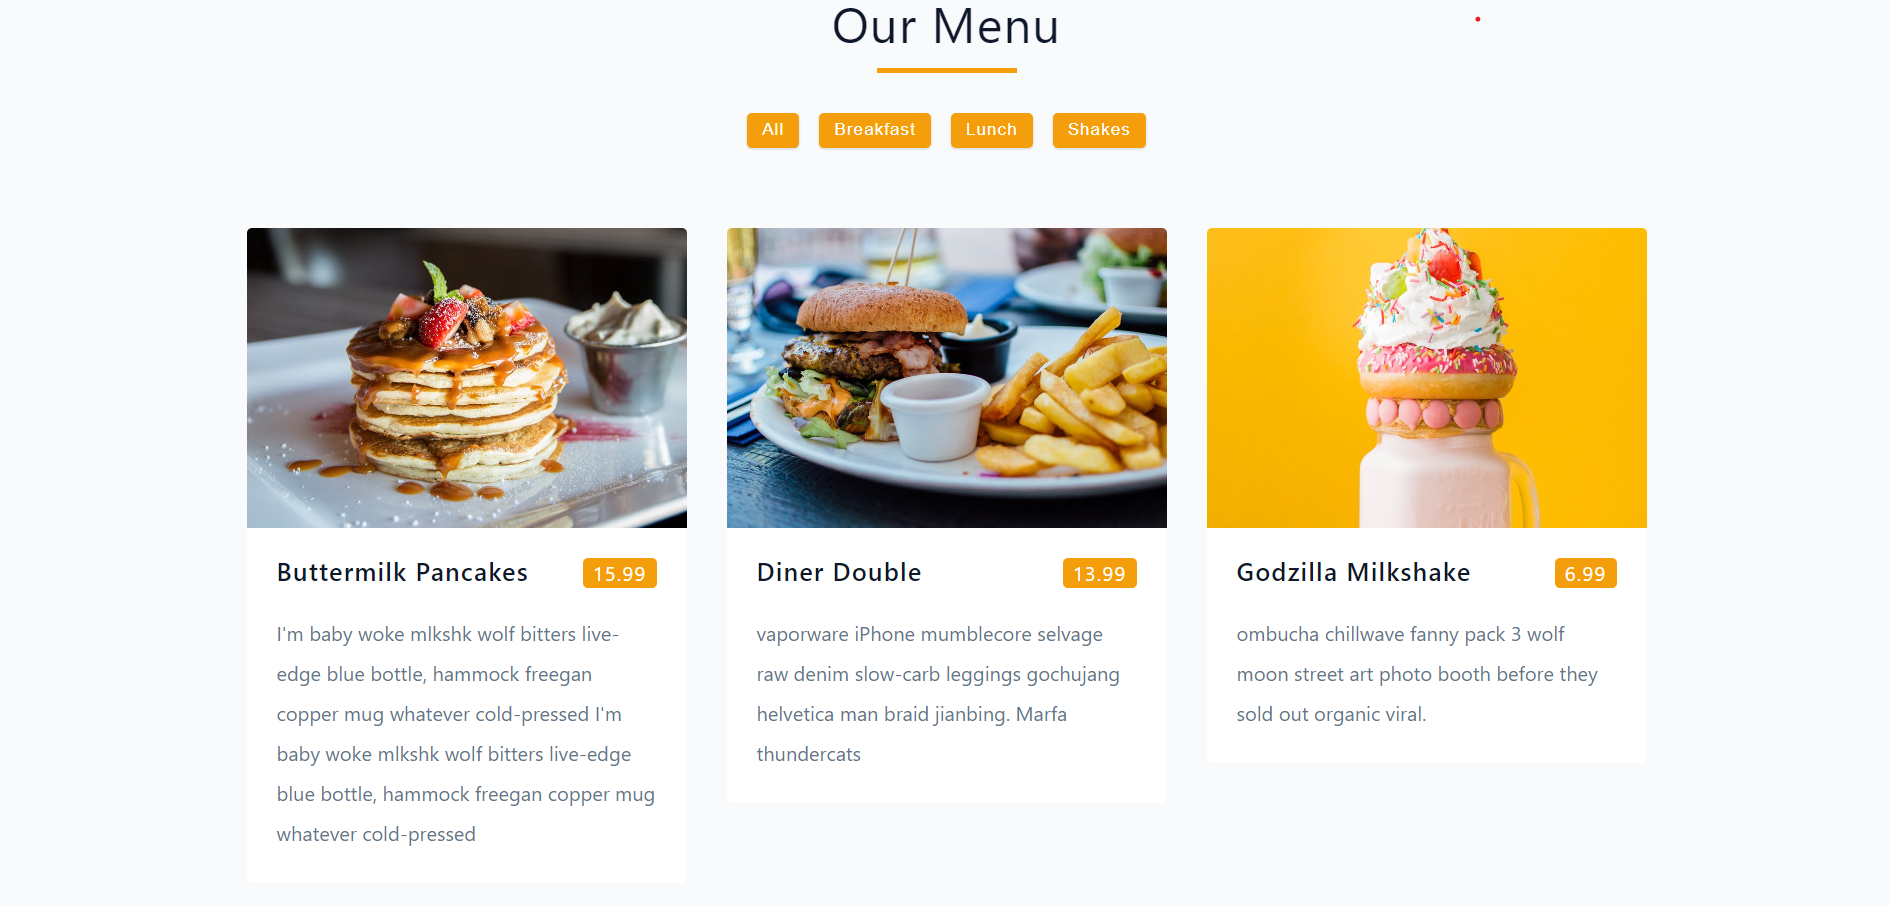 Our Menu
All
Breakfast
Lunch
Shakes
Buttermilk Pancakes
15.99
I'm baby woke mlkshk wolf bitters live-
edge blue bottle, hammock freegan
copper mug whatever cold-pressed I'm
baby woke mlkshk wolf bitters live-edge
blue bottle, hammock freegan copper mug
whatever cold-pressed
Diner Double
13.99
vaporware iPhone mumblecore selvage
raw denim slow-carb leggings gochujang
helvetica man braid jianbing. Marfa
thundercats
Godzilla Milkshake
6.99
ombucha chillwave fanny pack 3 wolf
moon street art photo booth before they
sold out organic viral.